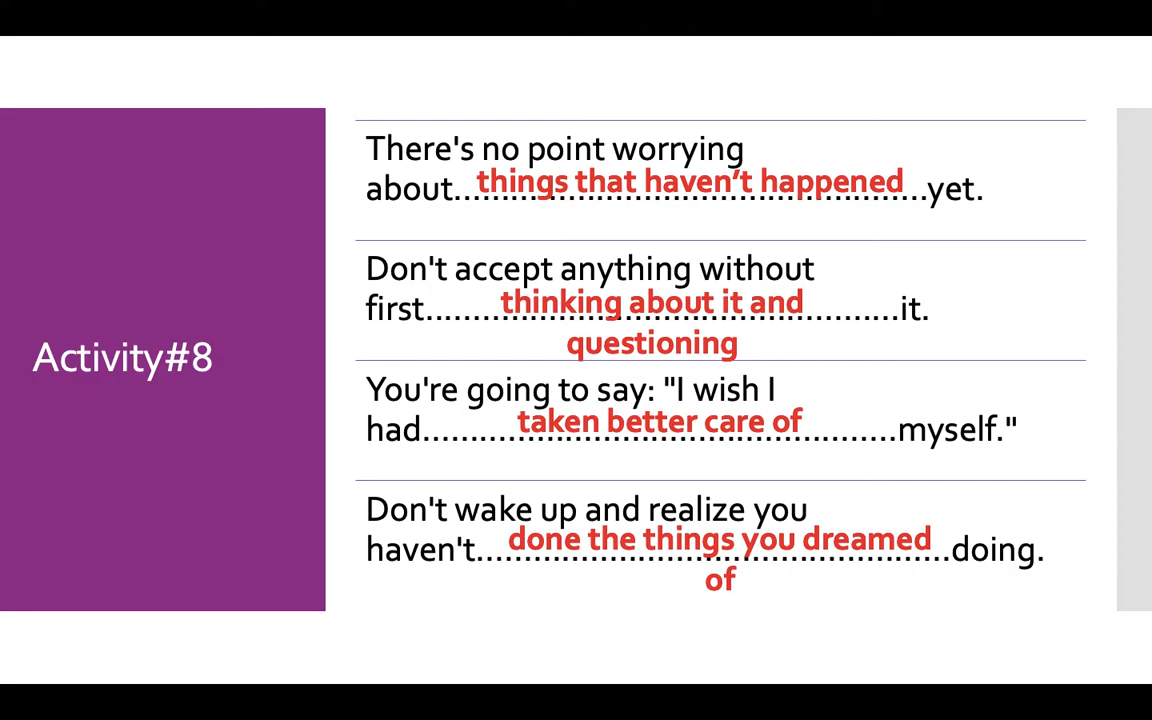 Activity#8
There's no point worrying
about......things that haven't happened......yet.
Don't accept anything without
first......thinking about it and......it.
questioning
You're going to say: "I wish I
had......taken better care of......myself."
Don't wake up and realize you
haven't......done the things you dreamed......doing.
of